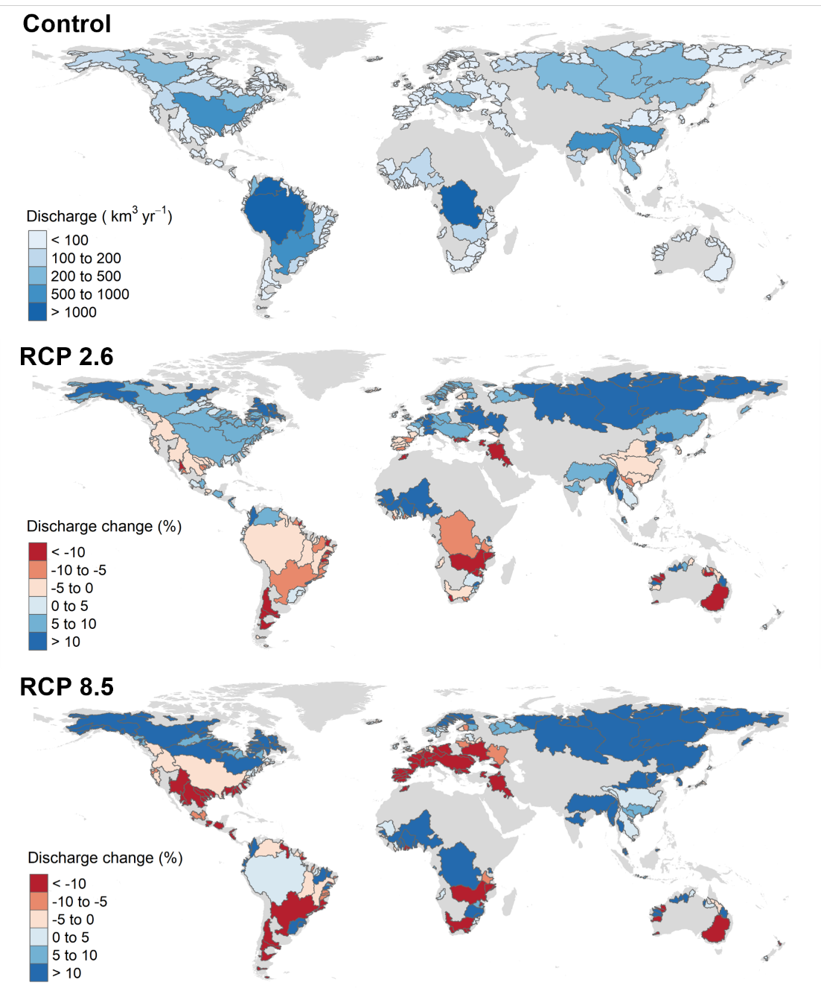 Control
Discharge ( km³ yr⁻¹)
< 100
100 to 200
200 to 500
500 to 1000
> 1000
RCP 2.6
Discharge change (%)
< -10
-10 to -5
-5 to 0
0 to 5
5 to 10
> 10
RCP 8.5
Discharge change (%)
< -10
-10 to -5
-5 to 0
0 to 5
5 to 10
> 10